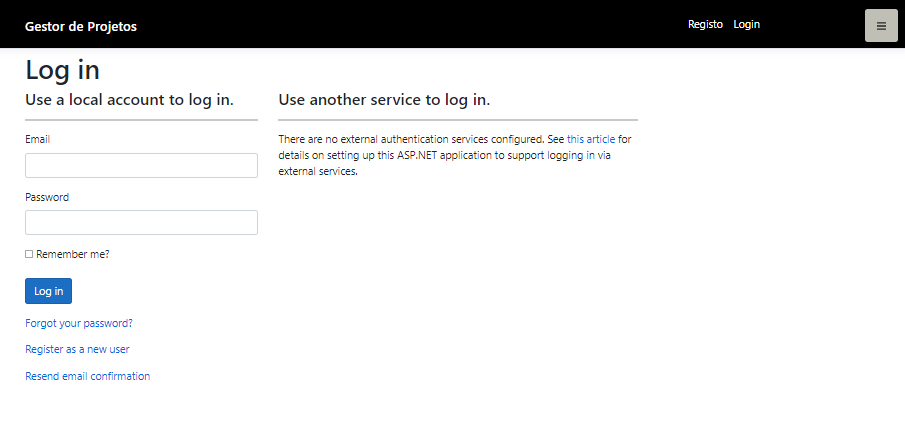 Gestor de Projetos
Registo Login
Log in
Use a local account to log in.
Email
Password
Remember me?
Log in
Forgot your password?
Register as a new user
Resend email confirmation
Use another service to log in.
There are no external authentication services configured. See this article for
details on setting up this ASP.NET application to support logging in via
external services.